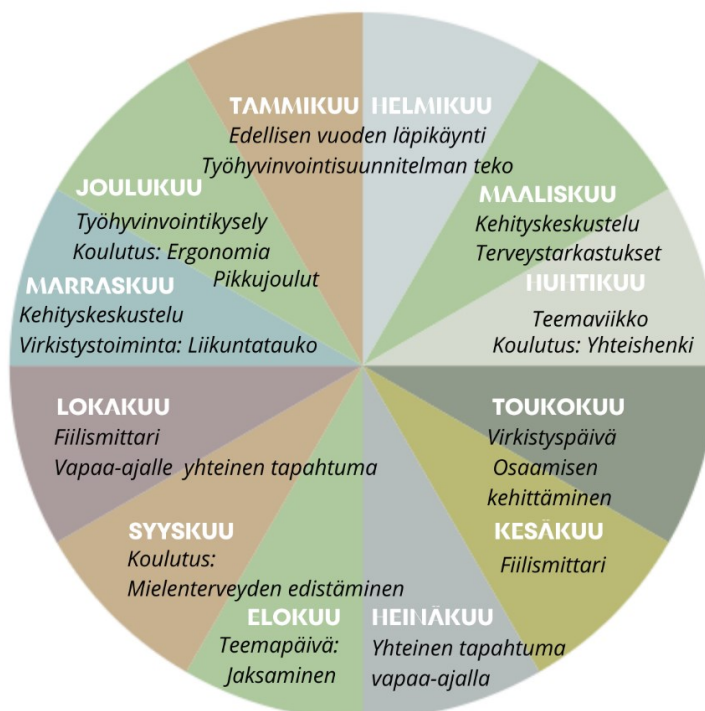 TAMMIKUU
HELMIKUU
Edellisen vuoden läpikäynti
Työhyvinvointisuunnitelman teko
MAALISKUU
Kehityskeskustelu
Terveystarkastukset
HUHTIKUU
Teemaviikko
Koulutus: Yhteishenki
TOUKOKUU
Virkistyspäivä
Osaamisen
kehittäminen
KESÄKUU
Fiilismittari
HEINÄKUU
Yhteinen tapahtuma
vapaa-ajalla
ELOKUU
Teemapäivä:
Jaksaminen
SYYSKUU
Koulutus:
Mielenterveyden edistäminen
LOKAKUU
Fiilismittari
Vapaa-ajalle yhteinen tapahtuma
MARRASKUU
Kehityskeskustelu
Virkistystoiminta: Liikuntatauko
JOULUKUU
Työhyvinvointikysely
Koulutus: Ergonomia
Pikkujoulut